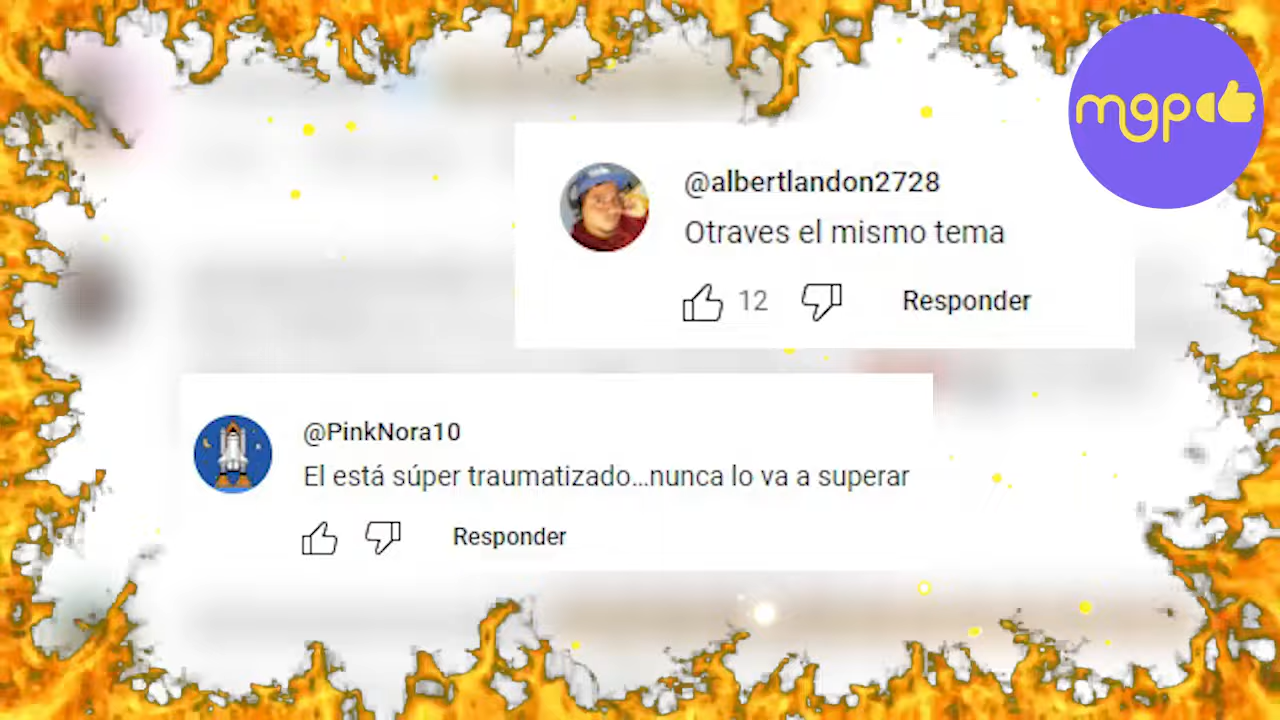 mgp
@albertlandon2728
Otraves el mismo tema
12
Responder
@PinkNora10
El está súper traumatizado...nunca lo va a superar
Responder